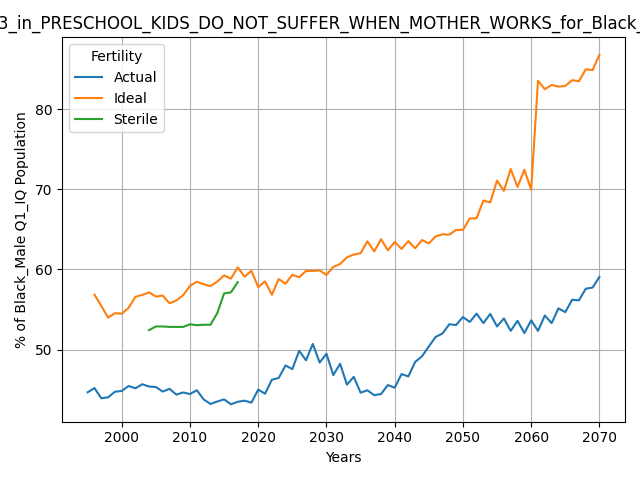 3_in_PRESCHOOL_KIDS_DO_NOT_SUFFER_WHEN_MOTHER_WORKS_for_Black_
Fertility
Actual
Ideal
Sterile
% of Black_Male Q1_IQ Population
80
70
60
50
2000 2010 2020 2030 2040 2050 2060 2070
Years